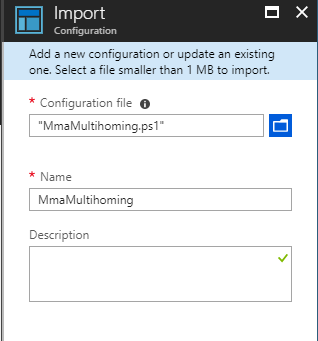 Import
Configuration
Add a new configuration or update an existing
one. Select a file smaller than 1 MB to import.
* Configuration file
"MmaMultihoming.ps1"
* Name
MmaMultihoming
Description